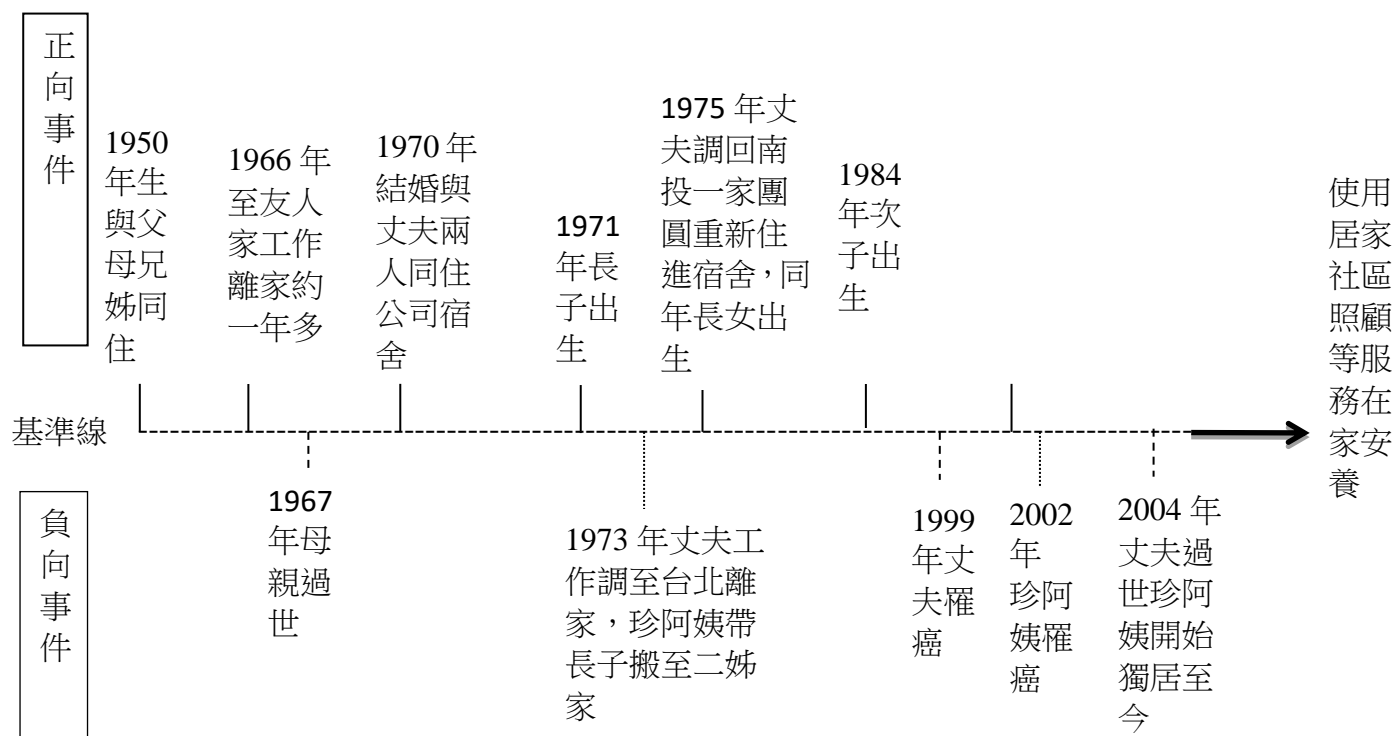 正
向
事
件
1950
年生
與父
母兄
姊同
住
1966 年
至友人
家工作
離家約
一年多
1970 年
結婚與
丈夫兩
人同住
公司宿
舍
1971
年長
子出
生
1975 年丈
夫調回南
投一家團
圓重新住
進宿舍，同
年長女出
生
1984
年次
子出
生
使用
居家
社區
照顧
等服
務在
家安
養
基準線
負
向
事
件
1967
年母
親過
世
1973 年丈夫工
作調至台北離
家，珍阿姨帶
長子搬至二姊
家
1999
年丈
夫罹
癌
2002
年
珍阿
姨罹
癌
2004 年
丈夫過
世珍阿
姨開始
獨居至
今